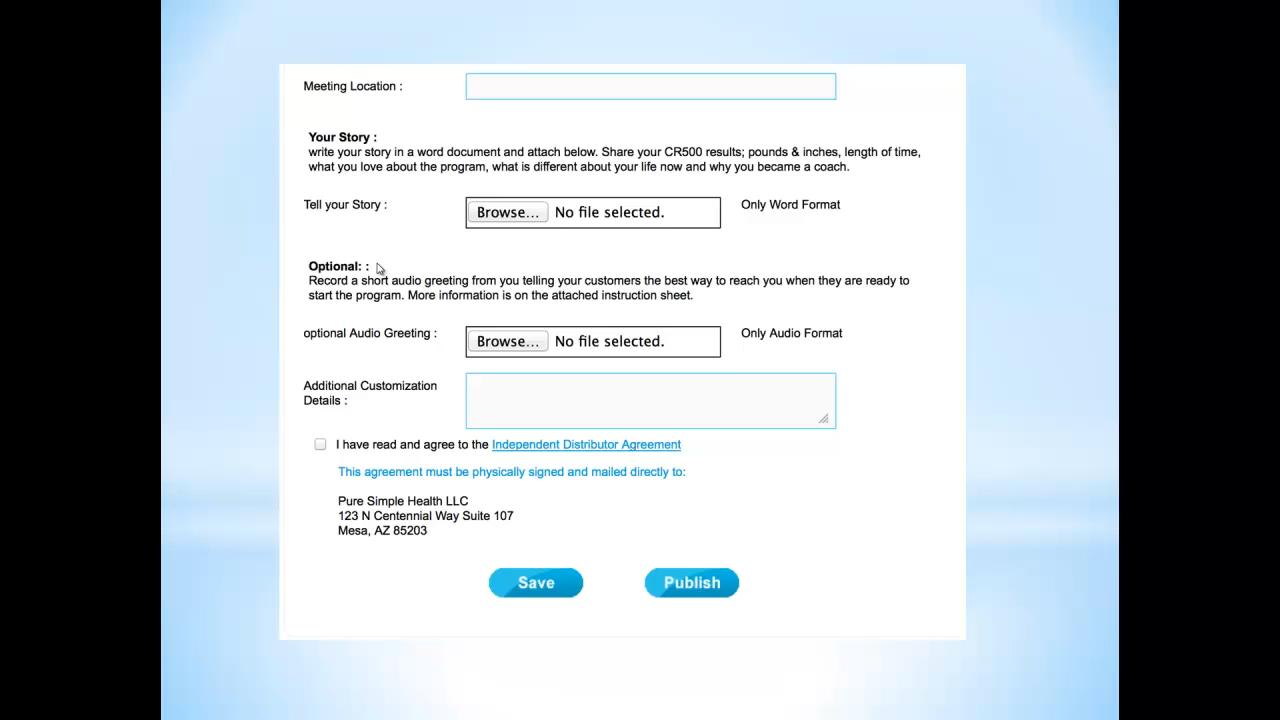 Meeting Location :
Your Story :
write your story in a word document and attach below. Share your CR500 results; pounds & inches, length of time,
what you love about the program, what is different about your life now and why you became a coach.
Tell your Story : Browse... No file selected. Only Word Format
Optional: :
Record a short audio greeting from you telling your customers the best way to reach you when they are ready to
start the program. More information is on the attached instruction sheet.
optional Audio Greeting : Browse... No file selected. Only Audio Format
Additional Customization
Details :
I have read and agree to the Independent Distributor Agreement
This agreement must be physically signed and mailed directly to:
Pure Simple Health LLC
123 N Centennial Way Suite 107
Mesa, AZ 85203
Save Publish